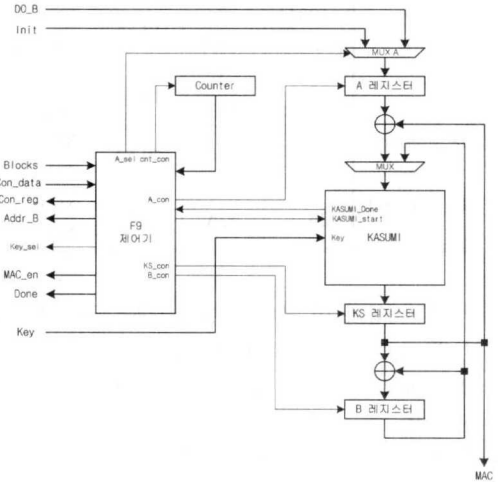 DO_B
Init
MUX A
Counter
A 레지스터
A_sel cnt_con
Blocks
Con_data
Con_reg
Addr_B
Key_sel
MAC_en
Done
Key
F9
제어기
A_con
KS_con
B_con
MUX
KASUMI_Done
KASUMI_start
Key
KASUMI
KS 레지스터
B 레지스터
MAC